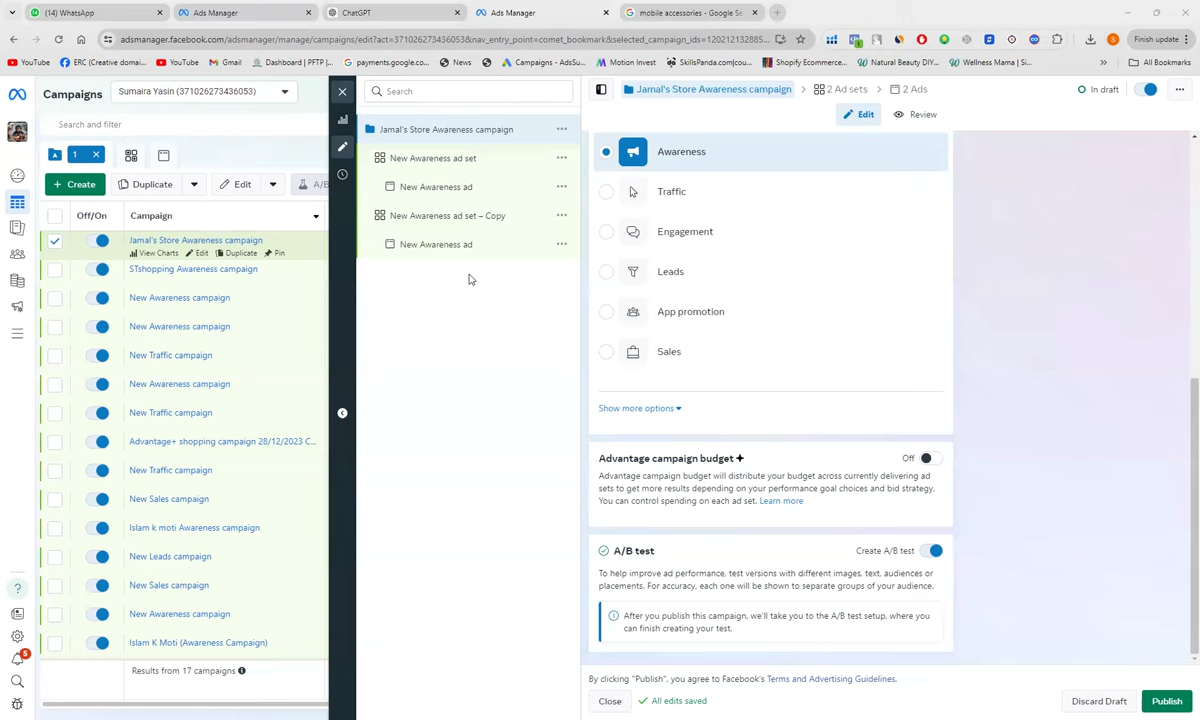 (14) WhatsApp
Ads Manager
ChatGPT
Ads Manager
mobile accessories - Google Se
adsmanager.facebook.com/adsmanager/manage/campaigns/edit?act=371026273436053&nav_entry_point=comet_bookmark&selected_campaign_ids=120212132885...
Finish update
YouTube
ERC (Creative domai...
YouTube
Gmail
Dashboard | PFTP |...
payments.google.co...
News
Campaigns - AdsSu...
Motion Invest
SkillsPanda.com|cou...
Shopify Ecommerce...
Natural Beauty DIY...
Wellness Mama | Si...
All Bookmarks
Campaigns
Sumaira Yasin (371026273436053)
Search and filter
1
Create
Duplicate
Edit
A/B
Off/On
Campaign
Jamal's Store Awareness campaign
View Charts
Edit
Duplicate
Pin
STshopping Awareness campaign
New Awareness campaign
New Awareness campaign
New Traffic campaign
New Awareness campaign
New Traffic campaign
Advantage+ shopping campaign 28/12/2023 C...
New Traffic campaign
New Sales campaign
Islam k moti Awareness campaign
New Leads campaign
New Sales campaign
New Awareness campaign
Islam K Moti (Awareness Campaign)
Results from 17 campaigns
5
Search
Jamal's Store Awareness campaign
New Awareness ad set
New Awareness ad
New Awareness ad set – Copy
New Awareness ad
Jamal's Store Awareness campaign
2 Ad sets
2 Ads
In draft
Edit
Review
Awareness
Traffic
Engagement
Leads
App promotion
Sales
Show more options
Advantage campaign budget
Off
Advantage campaign budget will distribute your budget across currently delivering ad
sets to get more results depending on your performance goal choices and bid strategy.
You can control spending on each ad set. Learn more
A/B test
Create A/B test
To help improve ad performance, test versions with different images, text, audiences or
placements. For accuracy, each one will be shown to separate groups of your audience.
After you publish this campaign, we'll take you to the A/B test setup, where you
can finish creating your test.
By clicking "Publish", you agree to Facebook's Terms and Advertising Guidelines.
Close
All edits saved
Discard Draft
Publish